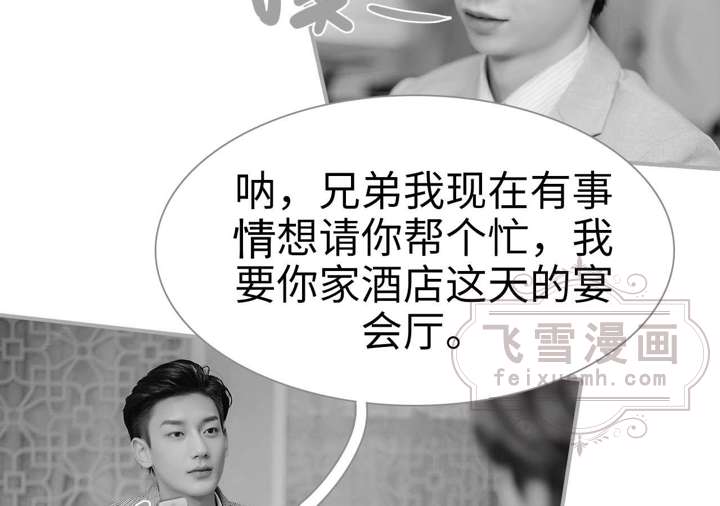 呐，兄弟我现在有事
情想请你帮个忙，我
要你家酒店这天的宴
会厅。
飞雪漫画
feixuemh.com